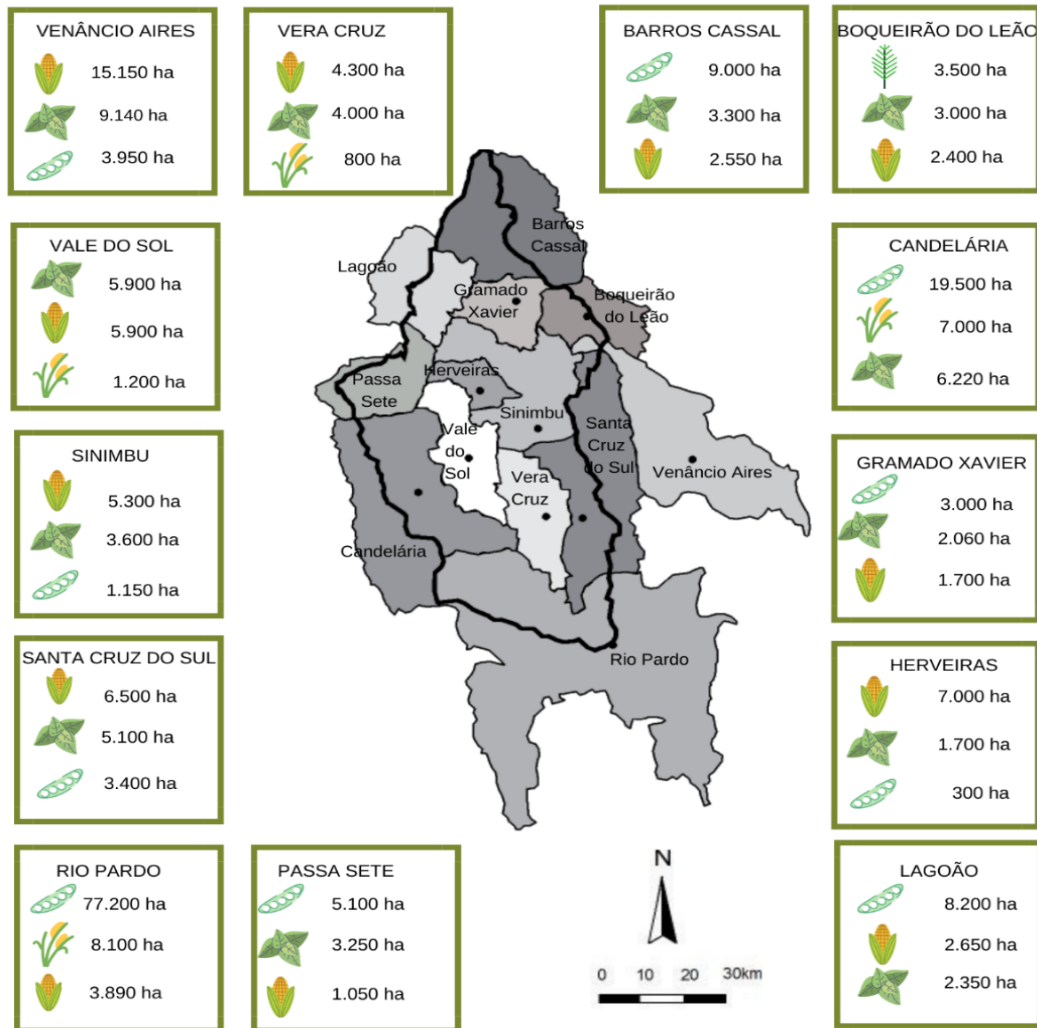 VENÂNCIO AIRES
15.150 ha
9.140 ha
3.950 ha
VERA CRUZ
4.300 ha
4.000 ha
800 ha
BARROS CASSAL
9.000 ha
3.300 ha
2.550 ha
BOQUEIRÃO DO LEÃO
3.500 ha
3.000 ha
2.400 ha
VALE DO SOL
5.900 ha
5.900 ha
1.200 ha
CANDELÁRIA
19.500 ha
7.000 ha
6.220 ha
SINIMBU
5.300 ha
3.600 ha
1.150 ha
GRAMADO XAVIER
3.000 ha
2.060 ha
1.700 ha
SANTA CRUZ DO SUL
6.500 ha
5.100 ha
3.400 ha
HERVEIRAS
7.000 ha
1.700 ha
300 ha
RIO PARDO
77.200 ha
8.100 ha
3.890 ha
PASSA SETE
5.100 ha
3.250 ha
1.050 ha
LAGOÃO
8.200 ha
2.650 ha
2.350 ha
Barros
Cassal
Lagoão
Gramado
Xavier
Boqueirão
do Leão
Herveiras
Passa
Sete
Sinimbu
Vale
do
Sol
Santa
Cruz
do Sul
Venâncio Aires
Vera
Cruz
Candelária
Rio Pardo
N
0 10 20 30km